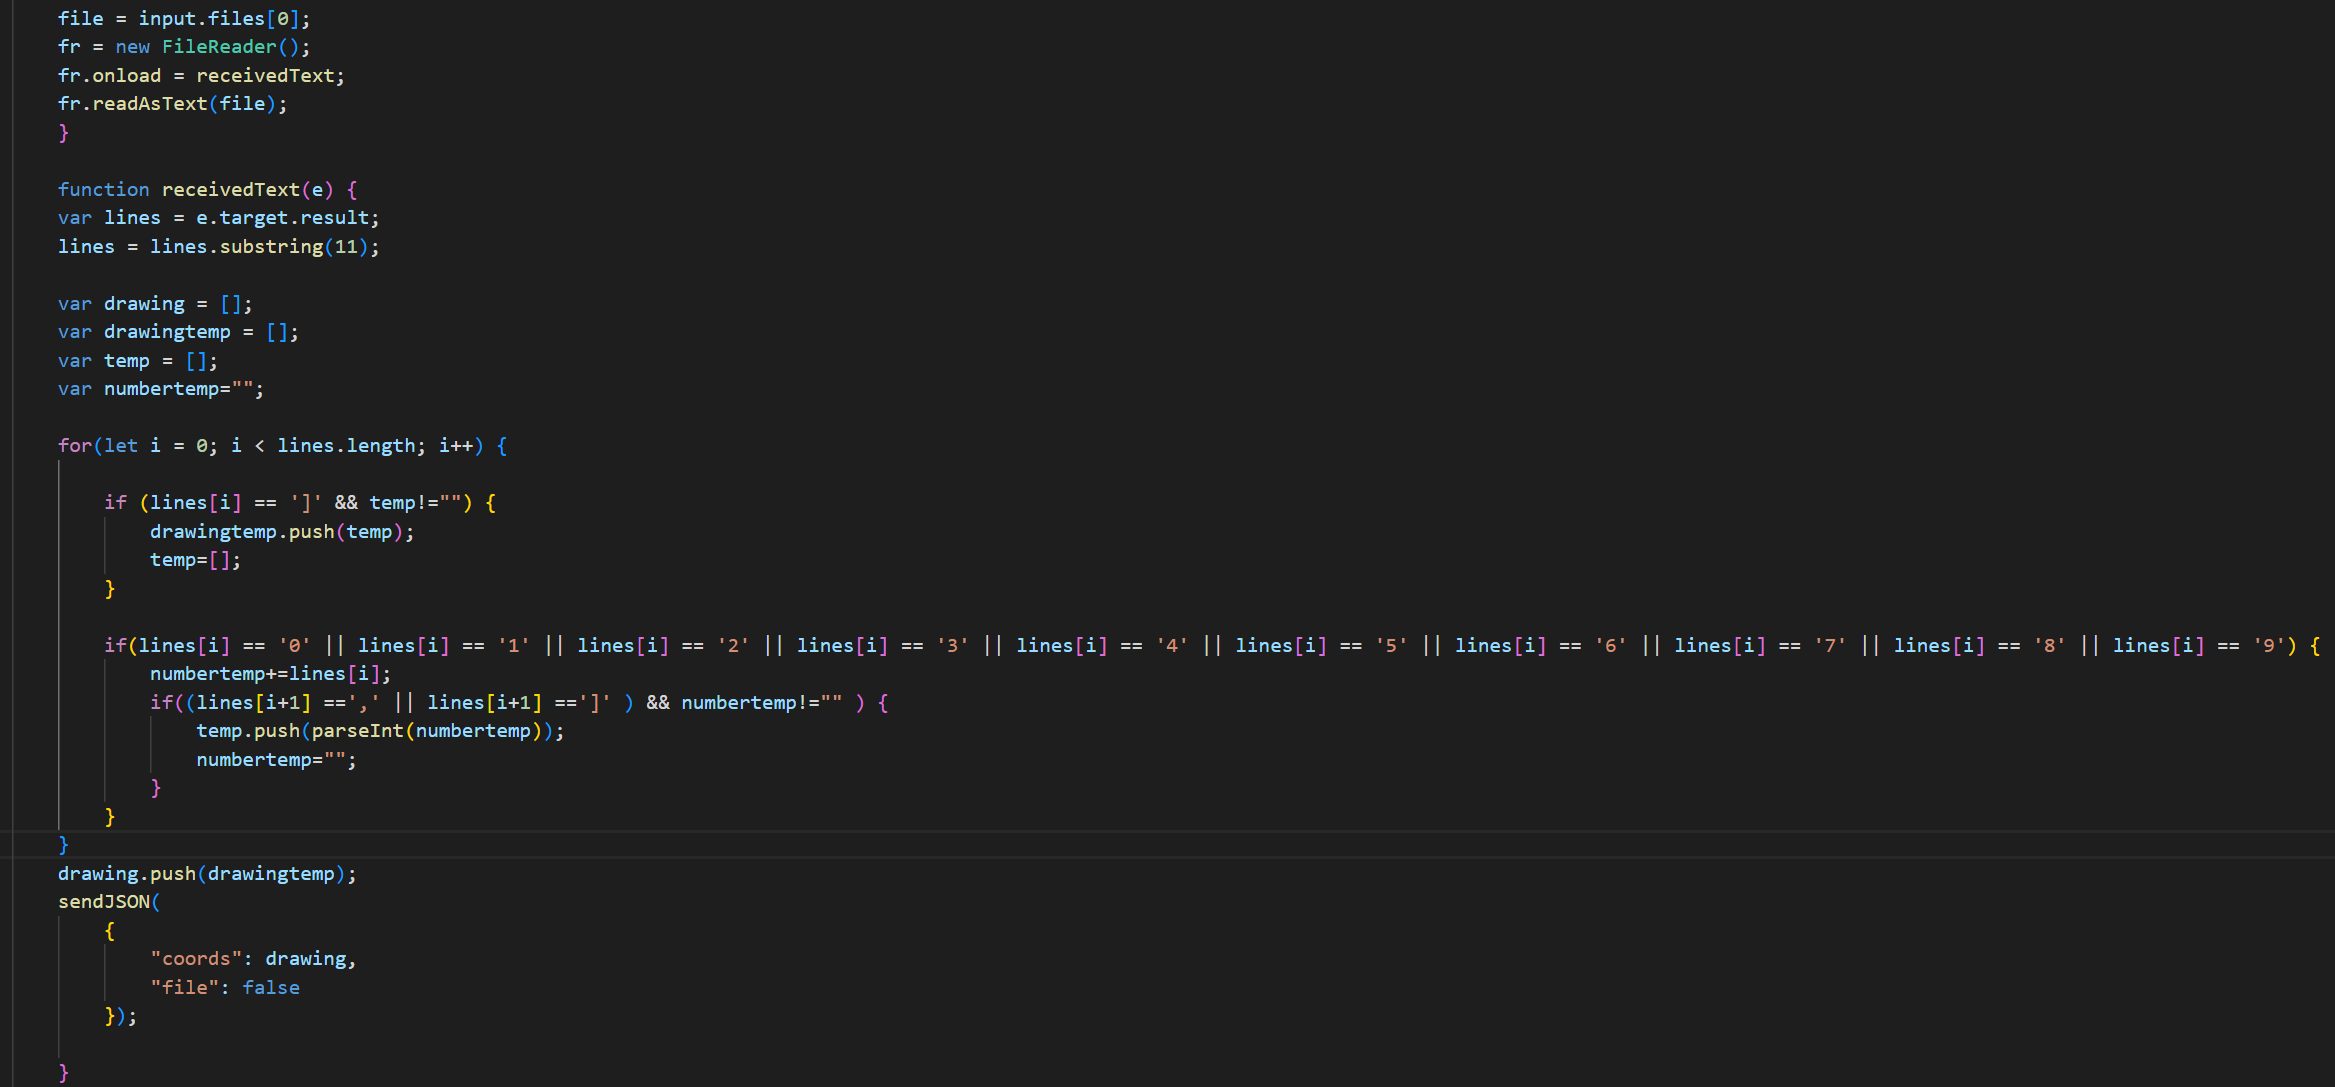 file = input.files[0];
fr = new FileReader();
fr.onload = receivedText;
fr.readAsText(file);
}
function receivedText(e) {
var lines = e.target.result;
lines = lines.substring(11);
var drawing = [];
var drawingtemp = [];
var temp = [];
var numbertemp="";
for(let i = 0; i < lines.length; i++) {
if (lines[i] == ']' && temp!="") {
drawingtemp.push(temp);
temp=[];
}
if(lines[i] == '0' || lines[i] == '1' || lines[i] == '2' || lines[i] == '3' || lines[i] == '4' || lines[i] == '5' || lines[i] == '6' || lines[i] == '7' || lines[i] == '8' || lines[i] == '9') {
numbertemp+=lines[i];
if((lines[i+1] ==',' || lines[i+1] ==']' ) && numbertemp!="" ) {
temp.push(parseInt(numbertemp));
numbertemp="";
}
}
}
drawing.push(drawingtemp);
sendJSON(
{
"coords": drawing,
"file": false
});
}